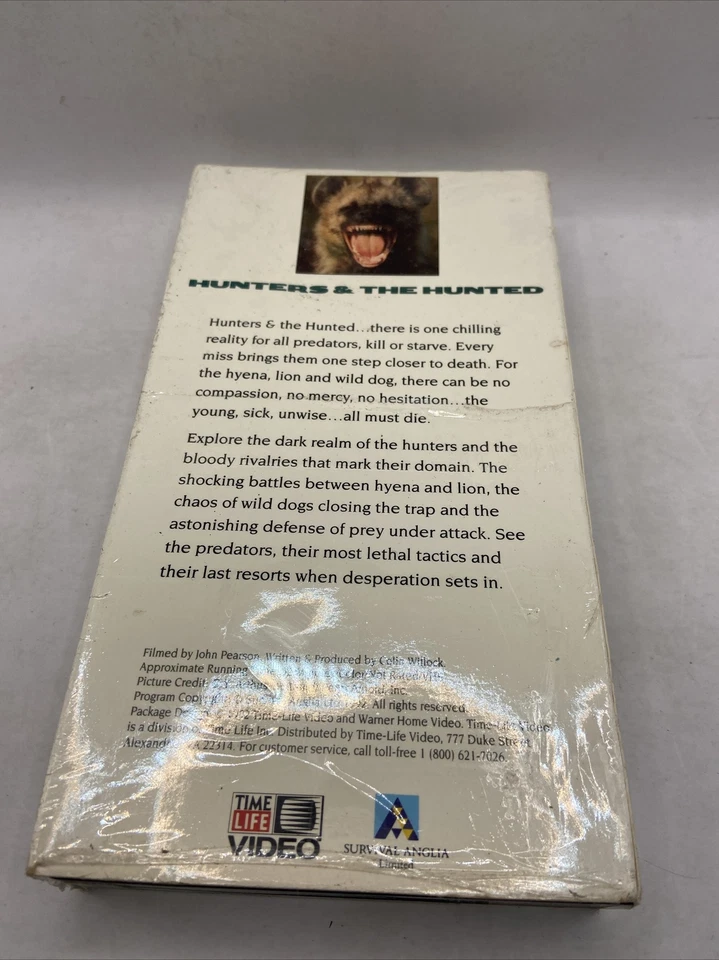 HUNTERS & THE HUNTED
Hunters & the Hunted...there is one chilling
reality for all predators, kill or starve. Every
miss brings them one step closer to death. For
the hyena, lion and wild dog, there can be no
compassion, no mercy, no hesitation...the
young, sick, unwise...all must die.
Explore the dark realm of the hunters and the
bloody rivalries that mark their domain. The
shocking battles between hyena and lion, the
chaos of wild dogs closing the trap and the
astonishing defense of prey under attack. See
the predators, their most lethal tactics and
their last resorts when desperation sets in.
Filmed by John Pearson. Written & Produced by Colin Willock.
Approximate Running Color Not Rated
Picture Credit: Inc.
Program All rights reserved.
Package Time-Life Video and Warner Home Video. Time-Life Video
is a division of Time Life Inc. Distributed by Time-Life Video, 777 Duke Street,
22314. For customer service, call toll-free 1 (800) 621-7026.
TIME
LIFE
VIDEO
SURVIVAL ANGLIA
Limited